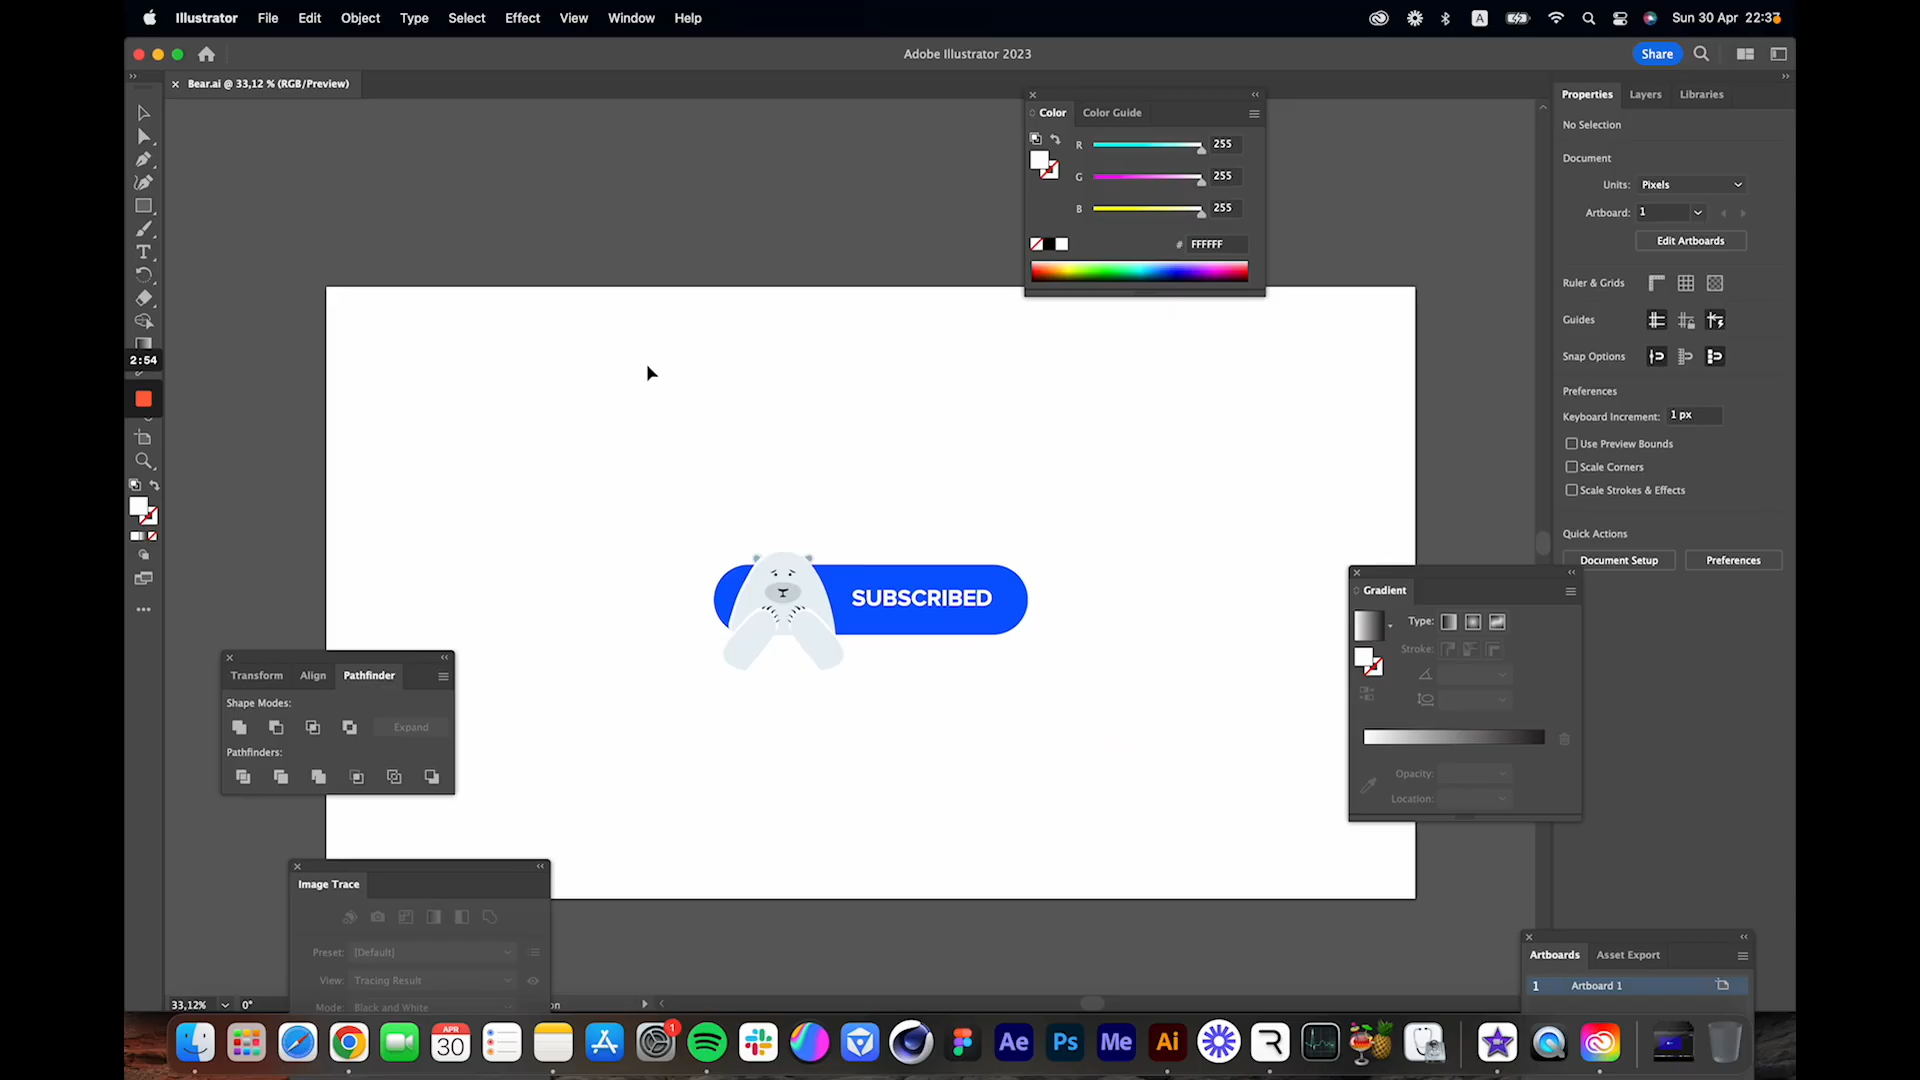 Illustrator File Edit Object Type Select Effect View Window Help
A
Sun 30 Apr 22:37
Adobe Illustrator 2023
Share
Bear.ai @ 33,12 % (RGB/Preview)
Color
Color Guide
R 255
G 255
B 255
# FFFFFF
Properties
Layers
Libraries
No Selection
Document
Units: Pixels
Artboard: 1
Edit Artboards
Ruler & Grids
Guides
Snap Options
Preferences
Keyboard Increment: 1 px
Use Preview Bounds
Scale Corners
Scale Strokes & Effects
Quick Actions
Document Setup
Preferences
T
2:54
SUBSCRIBED
Gradient
Type:
Stroke:
Opacity:
Location:
Transform
Align
Pathfinder
Shape Modes:
Expand
Pathfinders:
Image Trace
Preset: [Default]
View: Tracing Result
Mode: Black and White
Artboards
Asset Export
1 Artboard 1
33,12% 0°
APR
30
1
Ae
Ps
Me
Ai